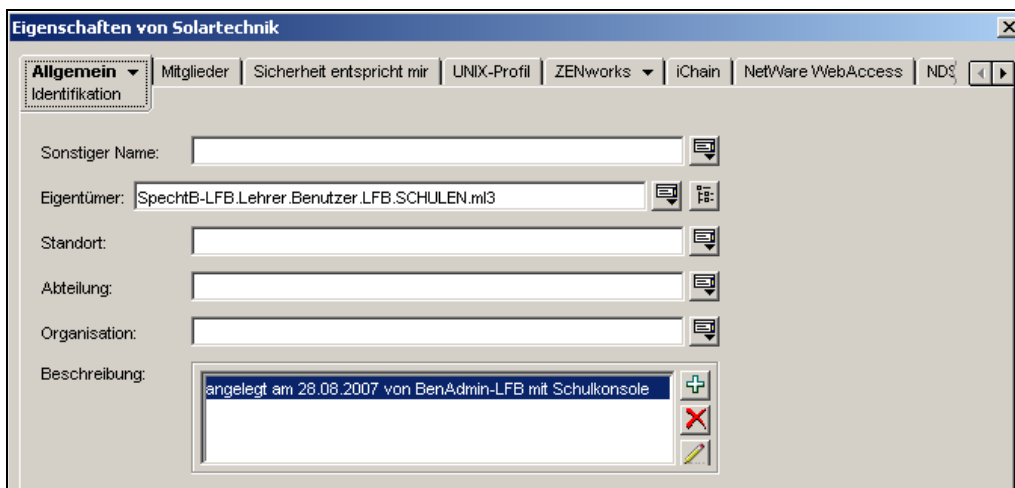 Eigenschaften von Solartechnik
Allgemein Mitglieder Sicherheit entspricht mir UNIX-Profil ZENworks iChain NetWare WebAccess NDS
Identifikation
Sonstiger Name:
Eigentümer: SpechtB-LFB.Lehrer.Benutzer.LFB.SCHULEN.ml3
Standort:
Abteilung:
Organisation:
Beschreibung:
angelegt am 28.08.2007 von BenAdmin-LFB mit Schulkonsole